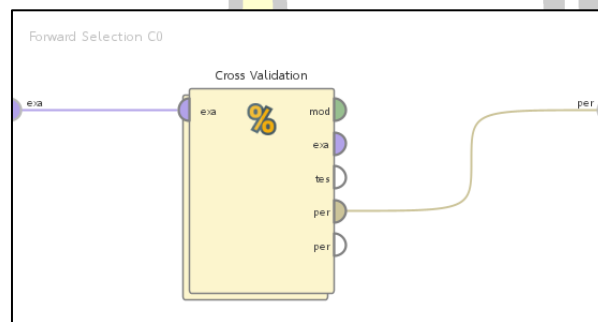 Forward Selection C0
Cross Validation
exa
exa
%
mod
exa
tes
per
per
per